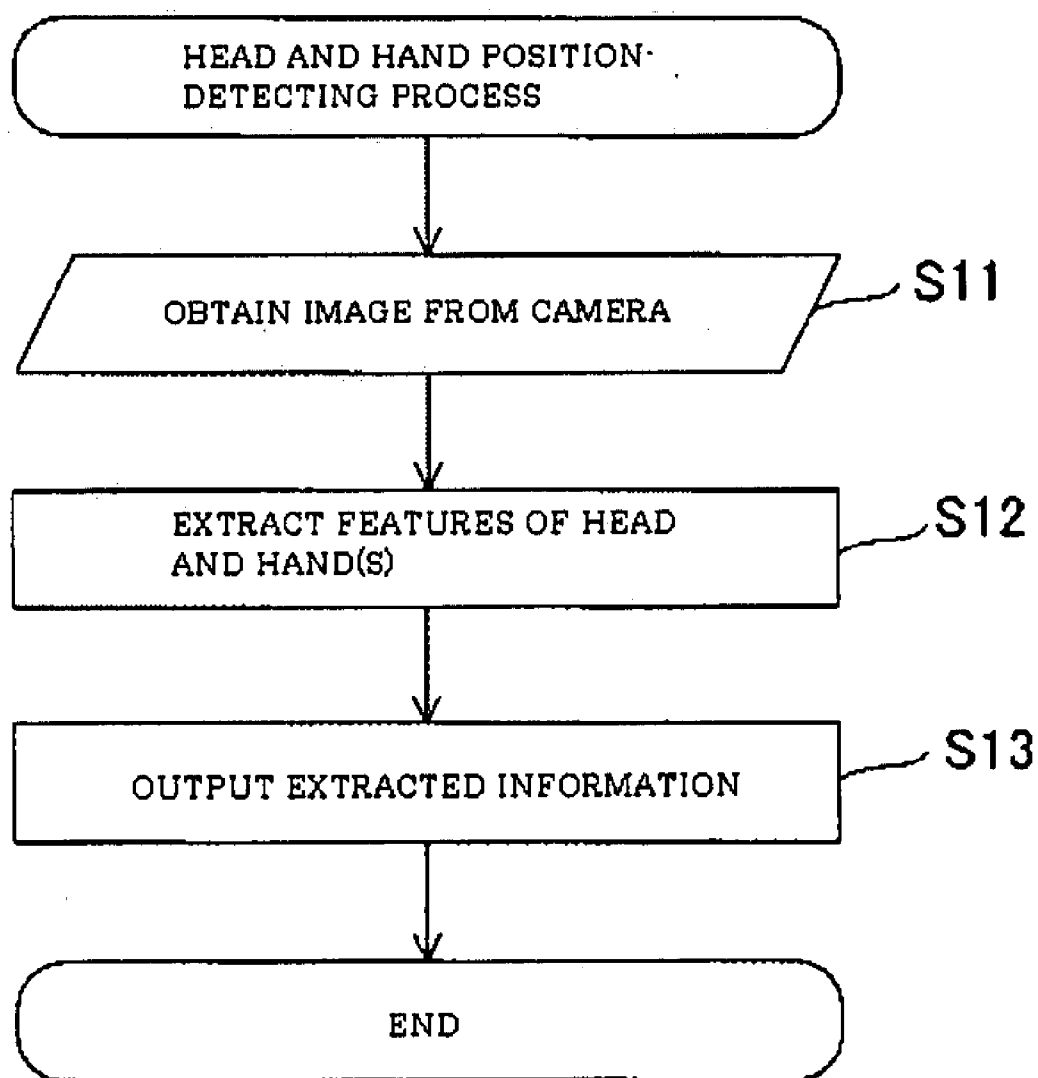 HEAD AND HAND POSITION-
DETECTING PROCESS
OBTAIN IMAGE FROM CAMERA
S11
EXTRACT FEATURES OF HEAD
AND HAND(S)
S12
OUTPUT EXTRACTED INFORMATION
S13
END